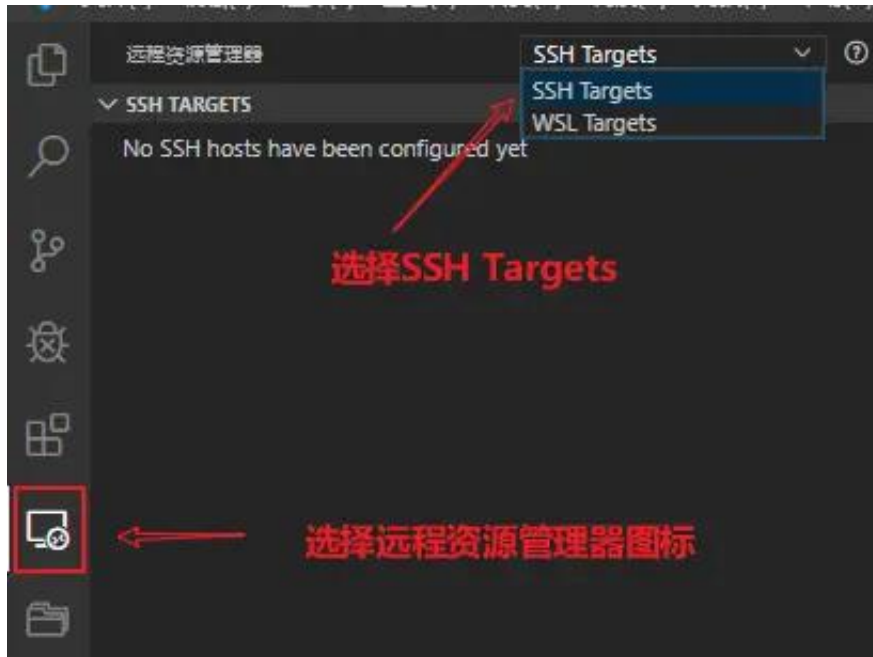 远程资源管理器
SSH Targets
SSH Targets
WSL Targets
SSH TARGETS
No SSH hosts have been configured yet
选择SSH Targets
选择远程资源管理器图标